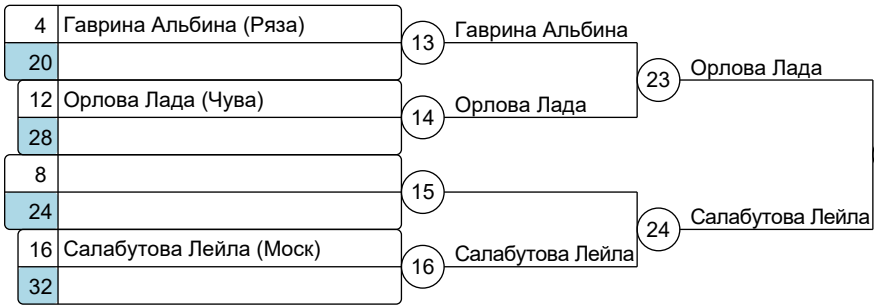 4 Гаврина Альбина (Ряза)
20
13 Гаврина Альбина
12 Орлова Лада (Чува)
28
14 Орлова Лада
23 Орлова Лада
8
24
15
16 Салабутова Лейла (Моск)
32
16 Салабутова Лейла
24 Салабутова Лейла